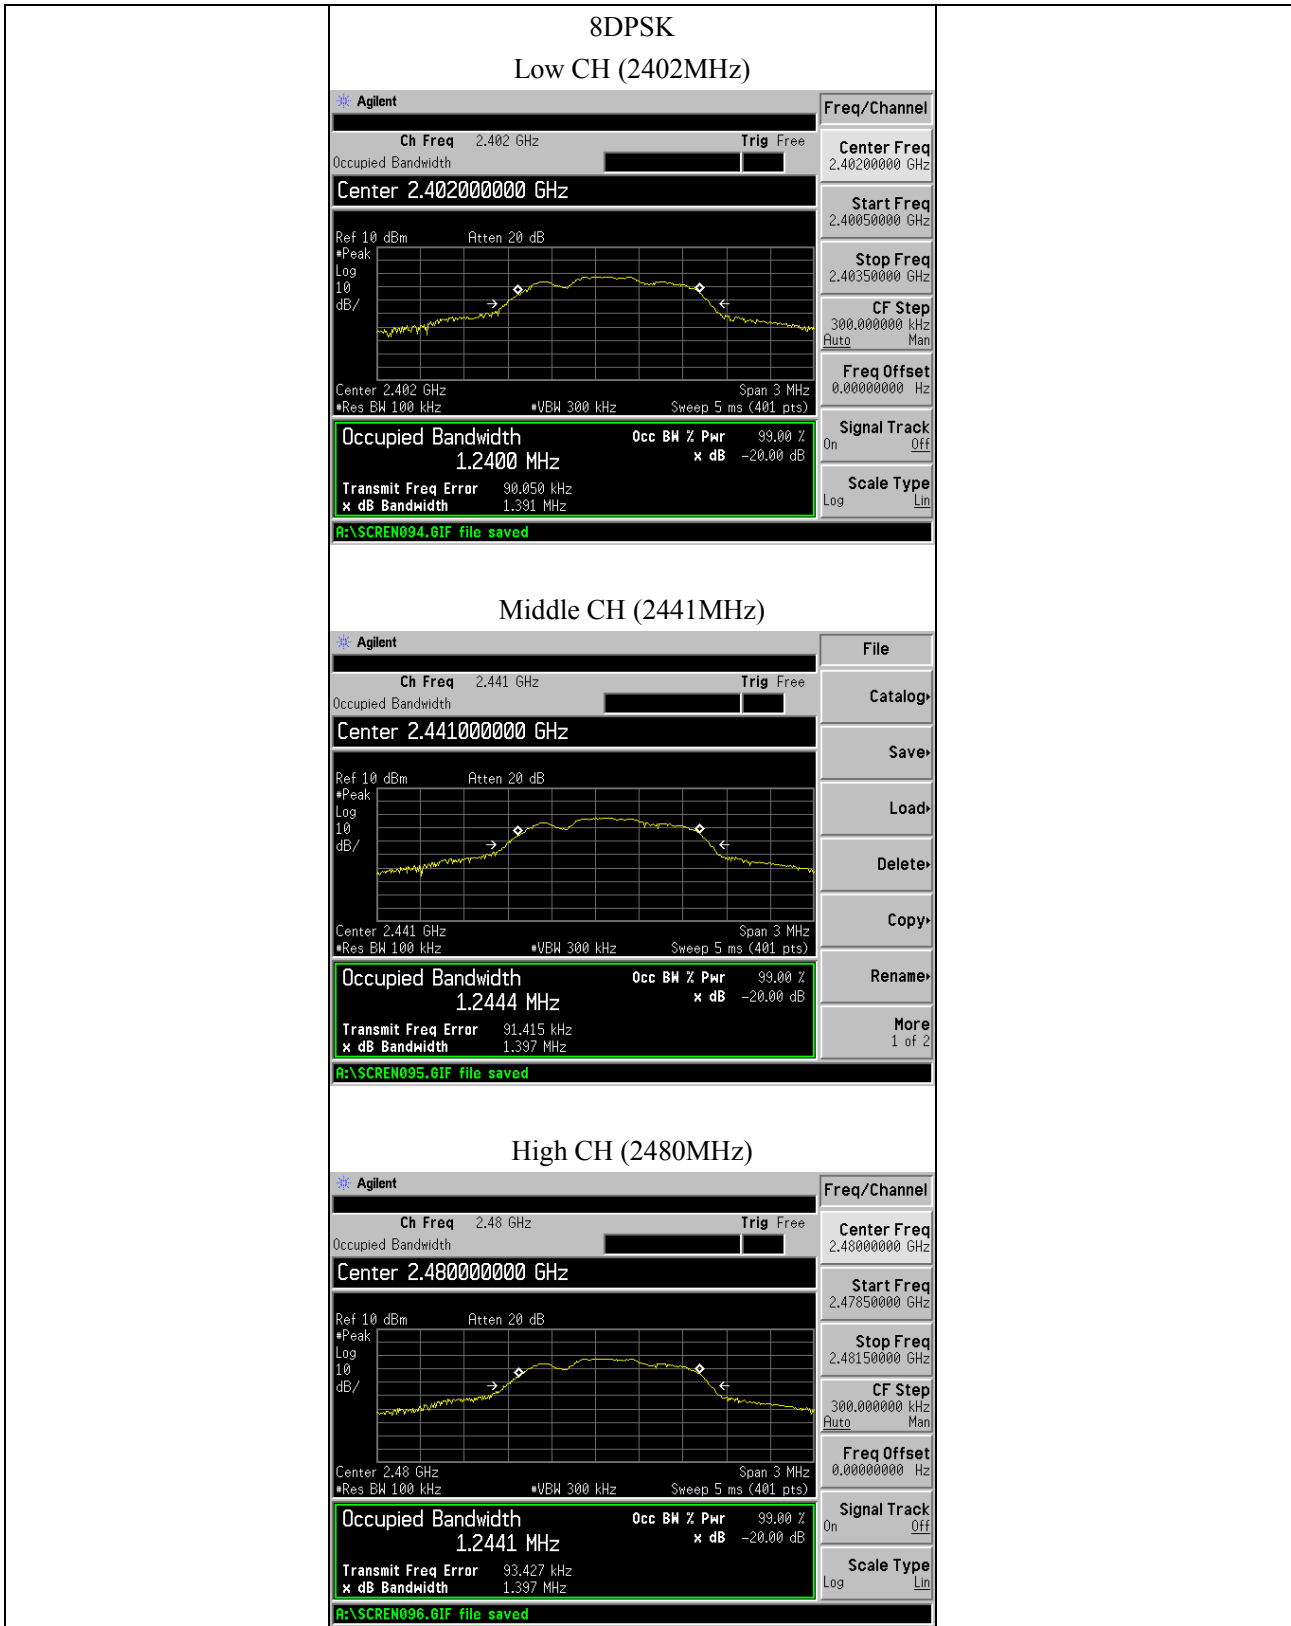 8DPSK
Low CH (2402MHz)
Agilent
Freq/Channel
Ch Freq 2.402 GHz Trig Free
Occupied Bandwidth
Center 2.402000000 GHz
Ref 10 dBm Atten 20 dB
#Peak
Log
10
dB/
Center 2.402 GHz Span 3 MHz
#Res BW 100 kHz #VBW 300 kHz Sweep 5 ms (401 pts)
Occupied Bandwidth Occ BW % Pwr 99.00 %
1.2400 MHz x dB -20.00 dB
Transmit Freq Error 90.050 kHz
x dB Bandwidth 1.391 MHz
A:\SCREN094.GIF file saved
Center Freq
2.40200000 GHz
Start Freq
2.40050000 GHz
Stop Freq
2.40350000 GHz
CF Step
300.000000 kHz
Auto Man
Freq Offset
0.00000000 Hz
Signal Track
On Off
Scale Type
Log Lin
Middle CH (2441MHz)
Agilent
File
Ch Freq 2.441 GHz Trig Free
Occupied Bandwidth
Center 2.441000000 GHz
Ref 10 dBm Atten 20 dB
#Peak
Log
10
dB/
Center 2.441 GHz Span 3 MHz
#Res BW 100 kHz #VBW 300 kHz Sweep 5 ms (401 pts)
Occupied Bandwidth Occ BW % Pwr 99.00 %
1.2444 MHz x dB -20.00 dB
Transmit Freq Error 91.415 kHz
x dB Bandwidth 1.397 MHz
A:\SCREN095.GIF file saved
Catalog
Save
Load
Delete
Copy
Rename
More
1 of 2
High CH (2480MHz)
Agilent
Freq/Channel
Ch Freq 2.48 GHz Trig Free
Occupied Bandwidth
Center 2.480000000 GHz
Ref 10 dBm Atten 20 dB
#Peak
Log
10
dB/
Center 2.48 GHz Span 3 MHz
#Res BW 100 kHz #VBW 300 kHz Sweep 5 ms (401 pts)
Occupied Bandwidth Occ BW % Pwr 99.00 %
1.2441 MHz x dB -20.00 dB
Transmit Freq Error 93.427 kHz
x dB Bandwidth 1.397 MHz
A:\SCREN096.GIF file saved
Center Freq
2.48000000 GHz
Start Freq
2.47850000 GHz
Stop Freq
2.48150000 GHz
CF Step
300.000000 kHz
Auto Man
Freq Offset
0.00000000 Hz
Signal Track
On Off
Scale Type
Log Lin